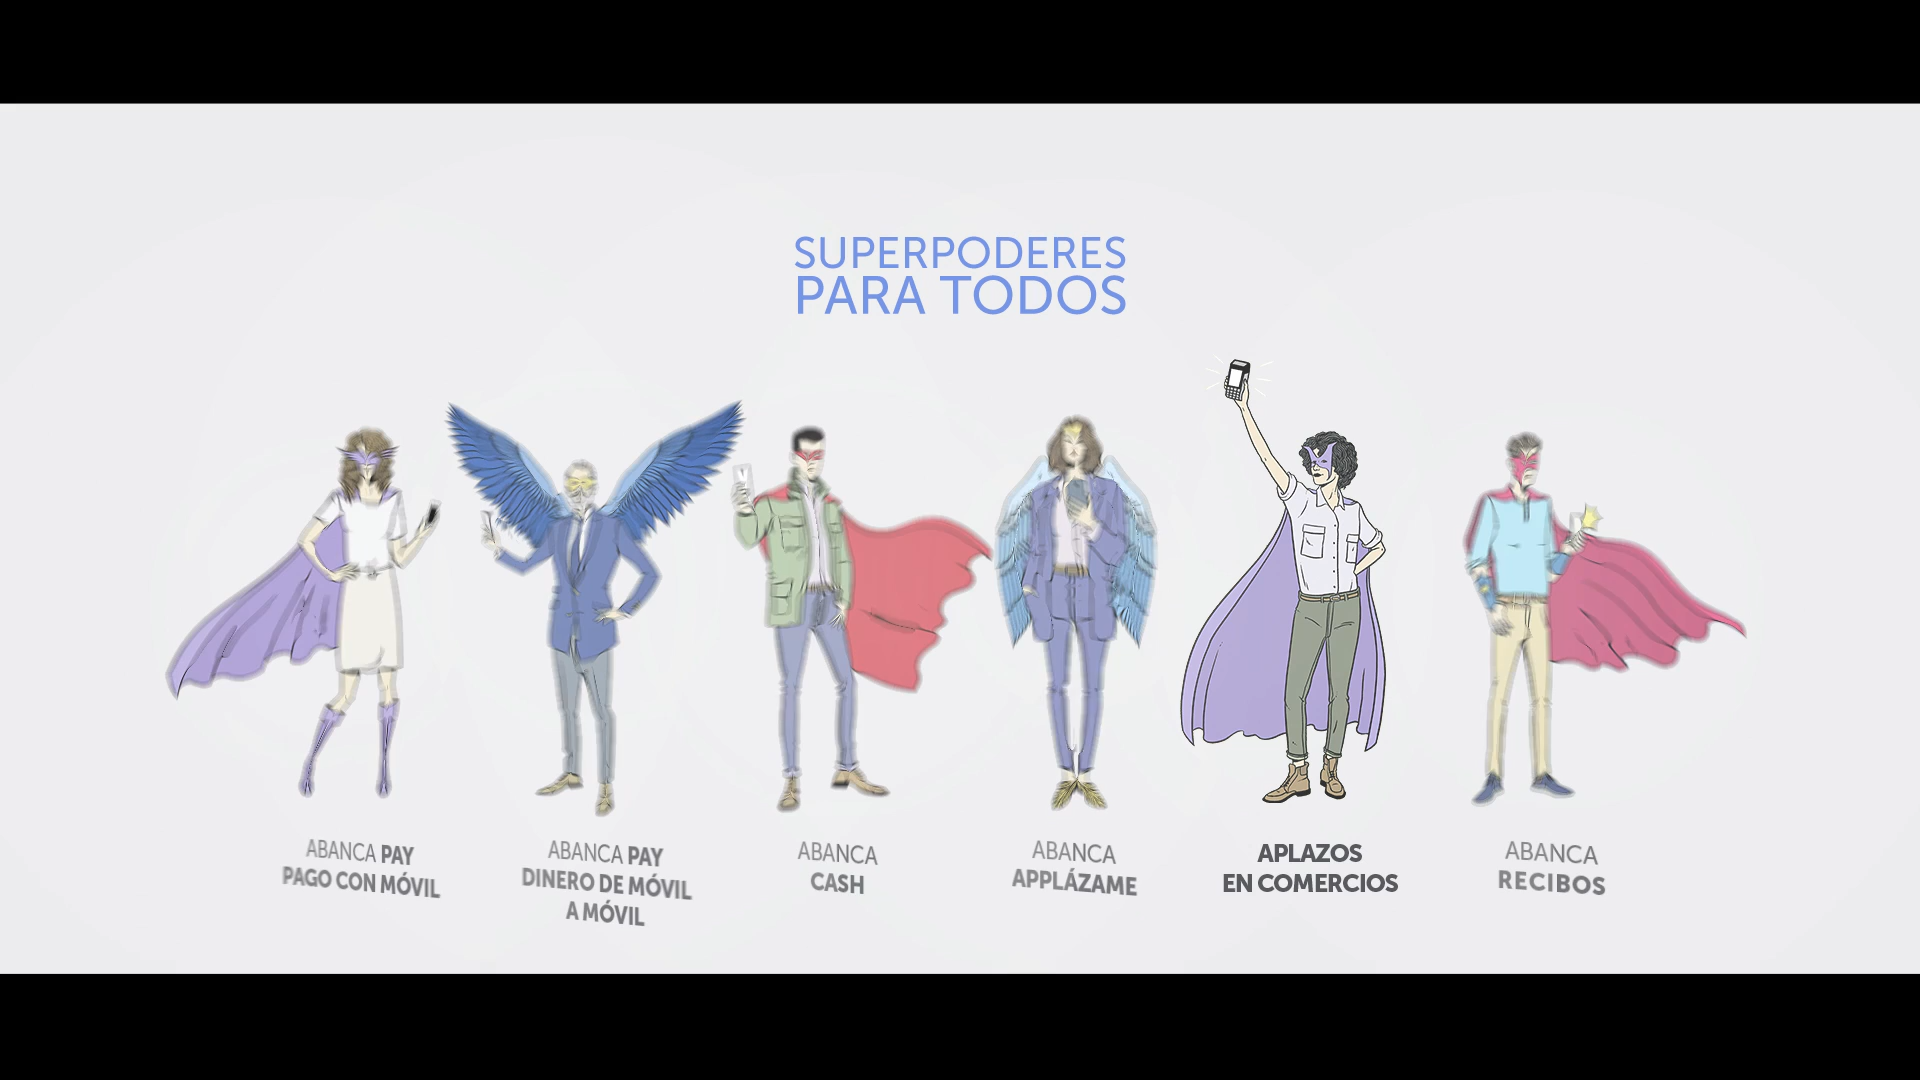 SUPERPODERES
PARA TODOS
ABANCA PAY
PAGO CON MÓVIL
ABANCA PAY
DINERO DE MÓVIL
A MÓVIL
ABANCA
CASH
ABANCA
APPLÁZAME
APLAZOS
EN COMERCIOS
ABANCA
RECIBOS